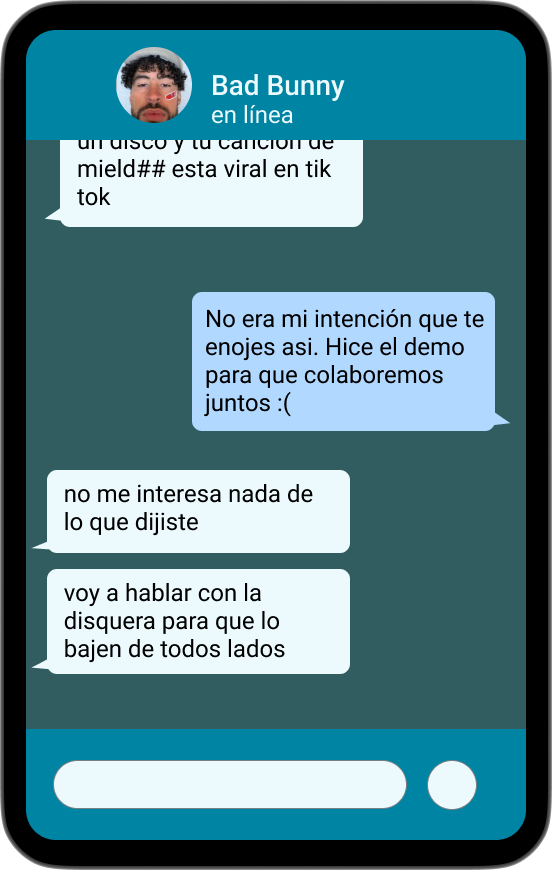 Bad Bunny
en línea
un disco y tu canción de
mield## esta viral en tik
tok
No era mi intención que te
enojes asi. Hice el demo
para que colaboremos
juntos :(
no me interesa nada de
lo que dijiste
voy a hablar con la
disquera para que lo
bajen de todos lados